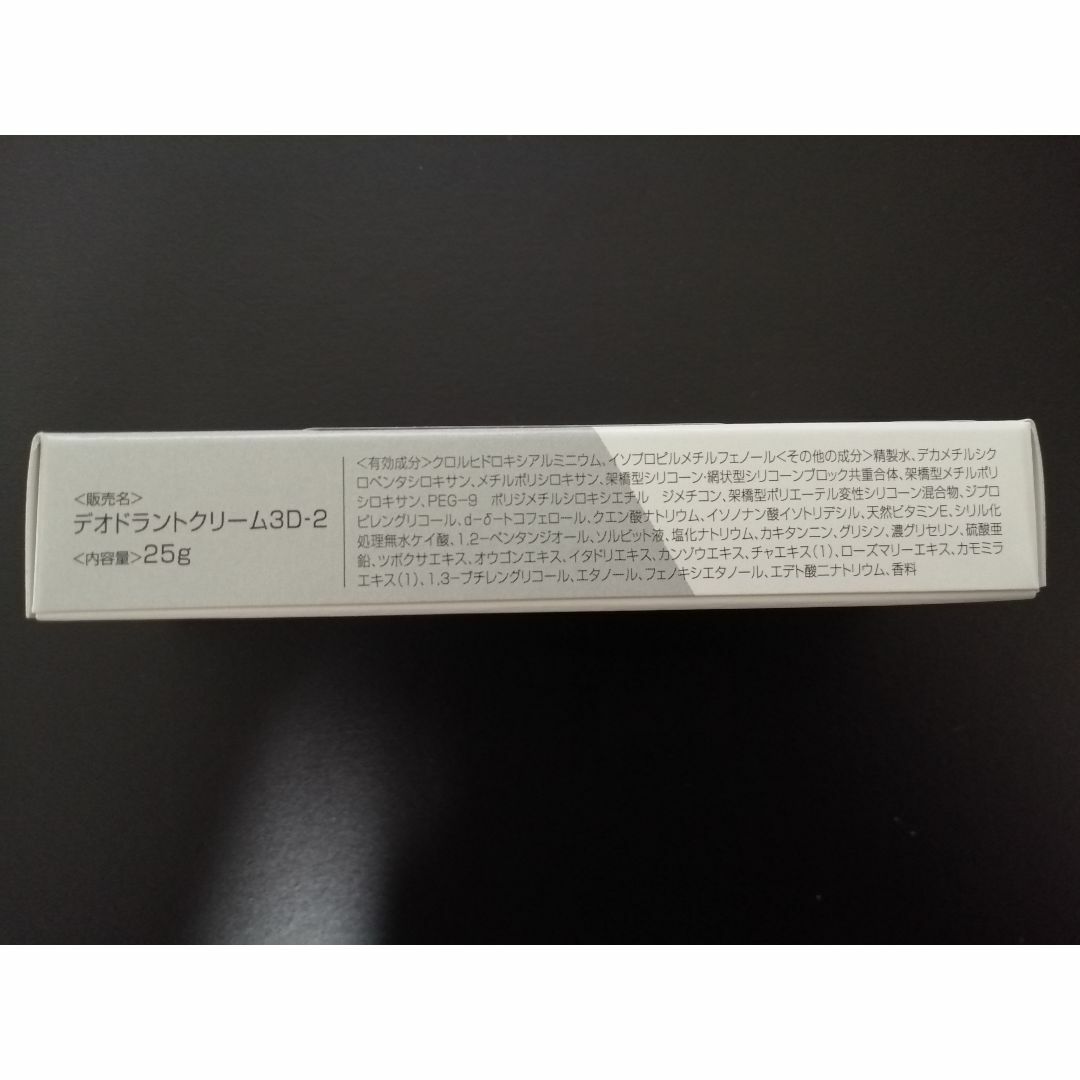 <販売名>
デオドラントクリーム3D-2
<内容量>25g
<有効成分>クロルヒドロキシアルミニウム、イソプロピルメチルフェノール<その他の成分>精製水、デカメチルシク
ロペンタシロキサン、メチルポリシロキサン、架橋型シリコーン・網状型シリコーンブロック共重合体、架橋型メチルポリ
シロキサン、PEG-9 ポリジメチルシロキシエチル ジメチコン、架橋型ポリエーテル変性シリコーン混合物、ジプロ
ピレングリコール、d-δ-トコフェロール、クエン酸ナトリウム、イソノナン酸イソトリデシル、天然ビタミンE、シリル化
処理無水ケイ酸、1,2-ペンタンジオール、ソルビット液、塩化ナトリウム、カキタンニン、グリシン、濃グリセリン、硫酸亜
鉛、ツボクサエキス、オウゴンエキス、イタドリエキス、カンゾウエキス、チャエキス(1)、ローズマリーエキス、カモミラ
エキス(1)、1,3-ブチレングリコール、エタノール、フェノキシエタノール、エデト酸二ナトリウム、香料